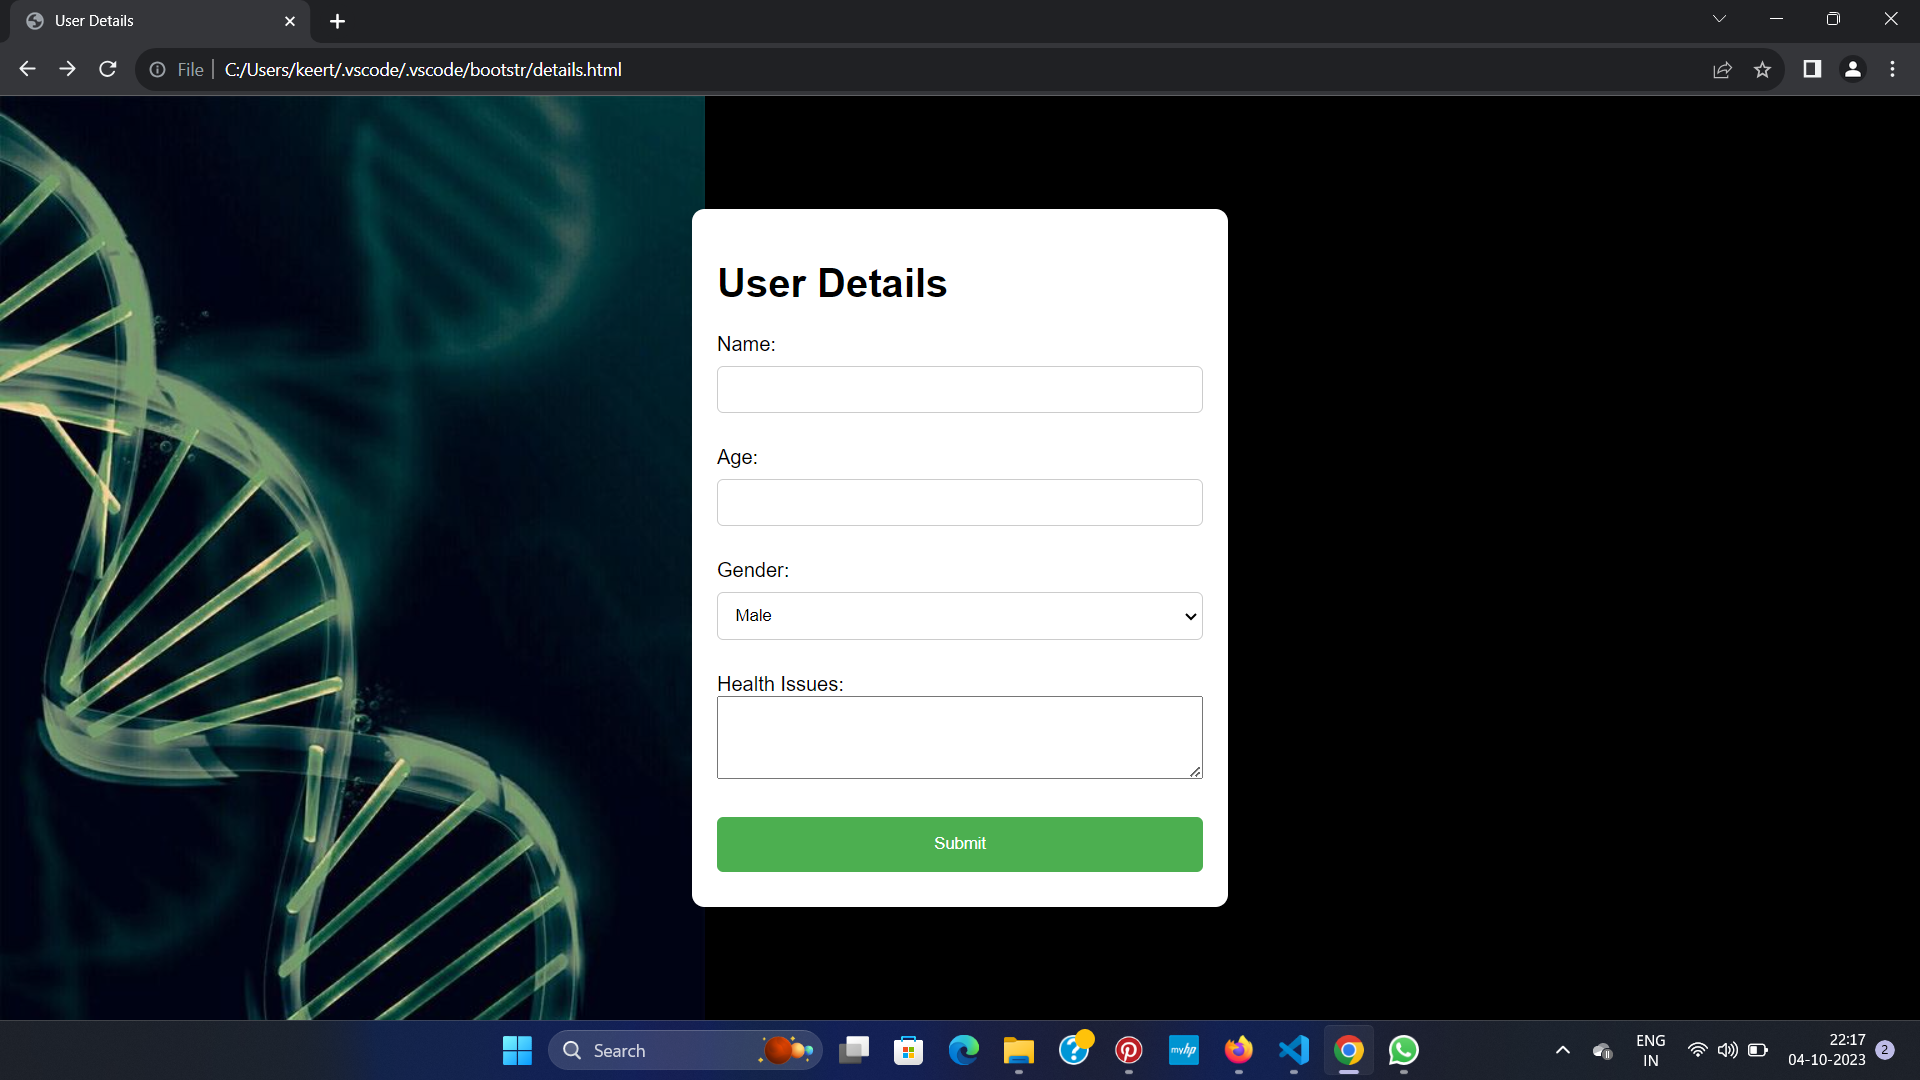 User Details
File
C:/Users/keert/.vscode/.vscode/bootstr/details.html
User Details
Name:
Age:
Gender:
Male
Health Issues:
Submit
Search
myhp
ENG
IN
22:17
04-10-2023
2